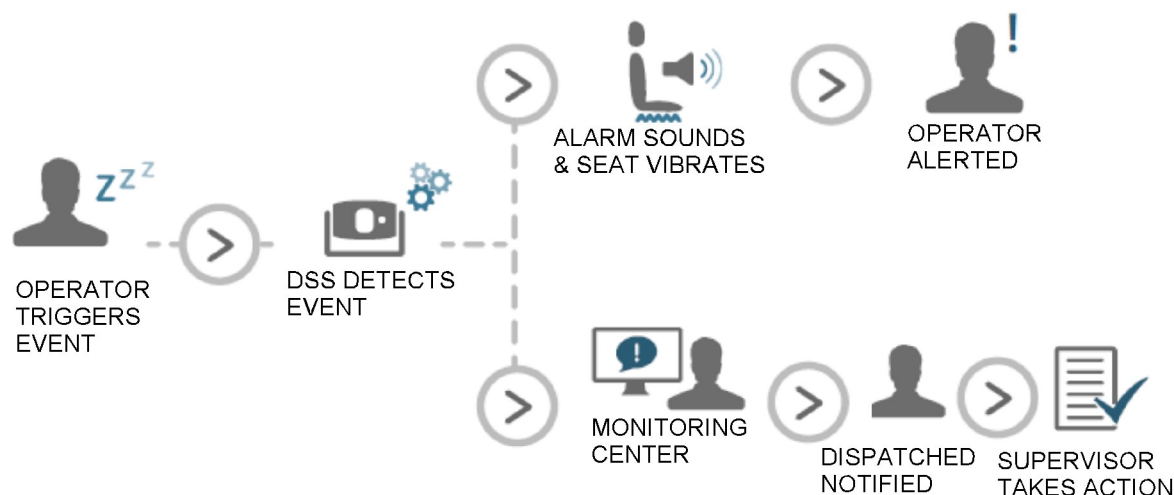 OPERATOR
TRIGGERS
EVENT
zzz
DSS DETECTS
EVENT
ALARM SOUNDS
& SEAT VIBRATES
!
OPERATOR
ALERTED
!
MONITORING
CENTER
DISPATCHED
NOTIFIED
SUPERVISOR
TAKES ACTION